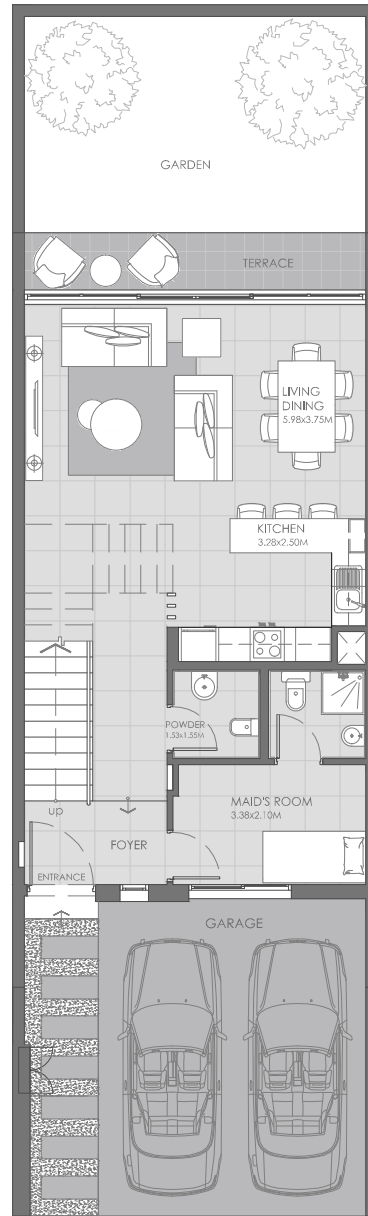 GARDEN
TERRACE
LIVING
DINING
5.98x3.75M
KITCHEN
3.28x2.50M
POWDER
1.53x1.55M
up
MAID'S ROOM
3.38x2.10M
FOYER
ENTRANCE
GARAGE